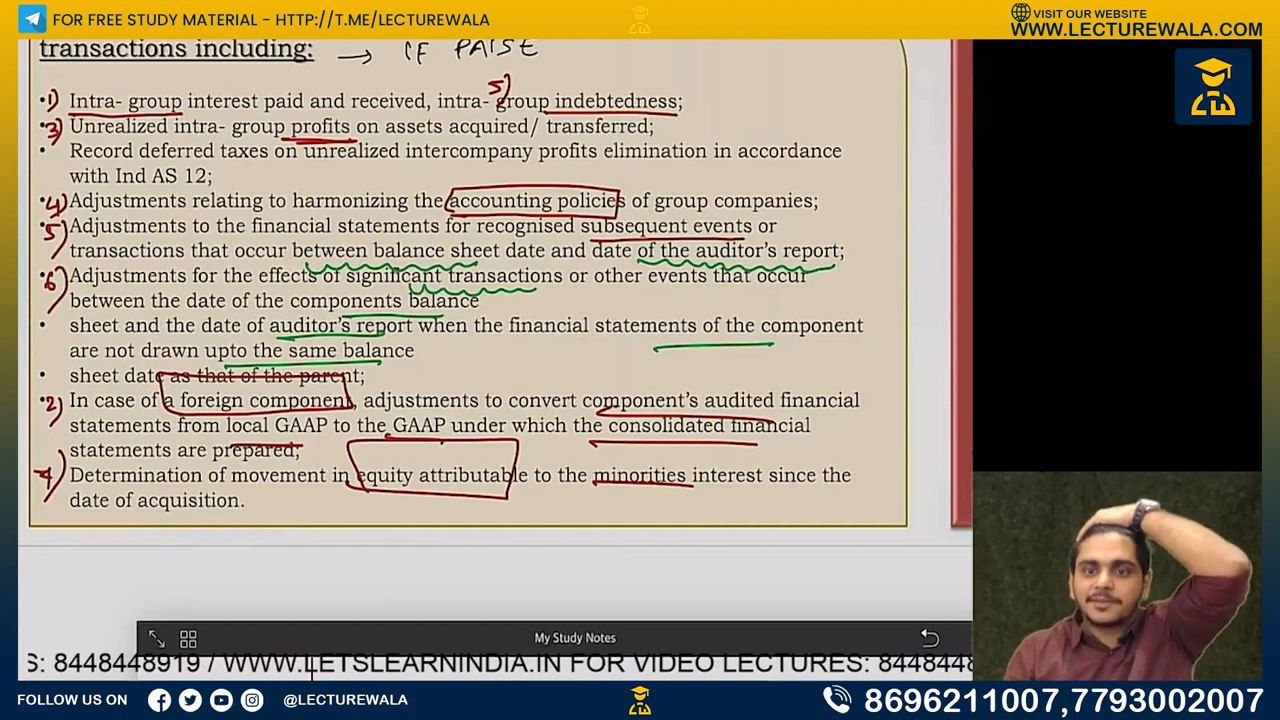 FOR FREE STUDY MATERIAL - HTTP://T.ME/LECTUREWALA
VISIT OUR WEBSITE
WWW.LECTUREWALA.COM
transactions including: → IF PAISE
•1) Intra- group interest paid and received, intra- group indebtedness;
5)
•3) Unrealized intra- group profits on assets acquired/ transferred;
• Record deferred taxes on unrealized intercompany profits elimination in accordance
with Ind AS 12;
•4) Adjustments relating to harmonizing the accounting policies of group companies;
•5) Adjustments to the financial statements for recognised subsequent events or
transactions that occur between balance sheet date and date of the auditor's report;
•6) Adjustments for the effects of significant transactions or other events that occur
between the date of the components balance
• sheet and the date of auditor's report when the financial statements of the component
are not drawn upto the same balance
• sheet date as that of the parent;
•2) In case of a foreign component, adjustments to convert component's audited financial
statements from local GAAP to the GAAP under which the consolidated financial
statements are prepared;
• Determination of movement in equity attributable to the minorities interest since the
date of acquisition.
My Study Notes
S: 8448448919 / WWW.LETSLEARNINDIA.IN FOR VIDEO LECTURES: 8448448
FOLLOW US ON @LECTUREWALA
8696211007,7793002007